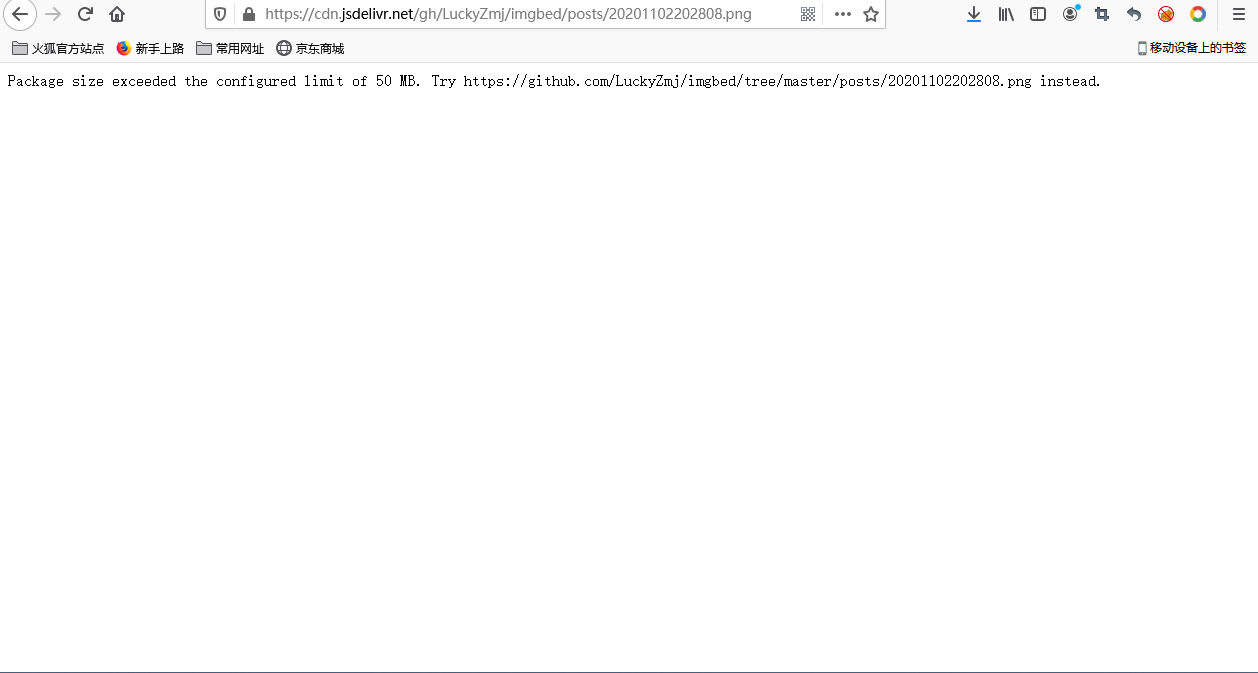 https://cdn.jsdelivr.net/gh/LuckyZmj/imgbed/posts/20201102202808.png
火狐官方站点 新手上路 常用网址 京东商城 移动设备上的书签
Package size exceeded the configured limit of 50 MB. Try https://github.com/LuckyZmj/imgbed/tree/master/posts/20201102202808.png instead.